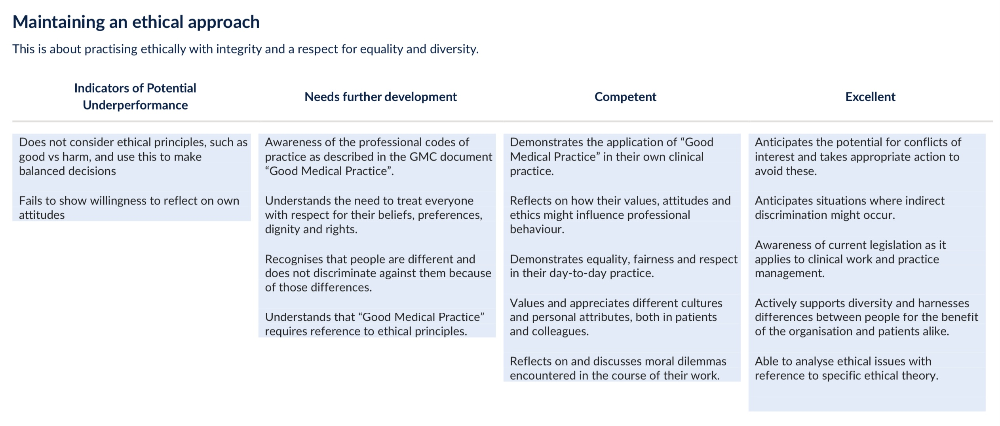 Maintaining an ethical approach
This is about practising ethically with integrity and a respect for equality and diversity.
Indicators of Potential
Underperformance
Needs further development
Competent
Excellent
Does not consider ethical principles, such as
good vs harm, and use this to make
balanced decisions
Fails to show willingness to reflect on own
attitudes
Awareness of the professional codes of
practice as described in the GMC document
“Good Medical Practice”.
Understands the need to treat everyone
with respect for their beliefs, preferences,
dignity and rights.
Recognises that people are different and
does not discriminate against them because
of those differences.
Understands that “Good Medical Practice”
requires reference to ethical principles.
Demonstrates the application of “Good
Medical Practice” in their own clinical
practice.
Reflects on how their values, attitudes and
ethics might influence professional
behaviour.
Demonstrates equality, fairness and respect
in their day-to-day practice.
Values and appreciates different cultures
and personal attributes, both in patients
and colleagues.
Reflects on and discusses moral dilemmas
encountered in the course of their work.
Anticipates the potential for conflicts of
interest and takes appropriate action to
avoid these.
Anticipates situations where indirect
discrimination might occur.
Awareness of current legislation as it
applies to clinical work and practice
management.
Actively supports diversity and harnesses
differences between people for the benefit
of the organisation and patients alike.
Able to analyse ethical issues with
reference to specific ethical theory.